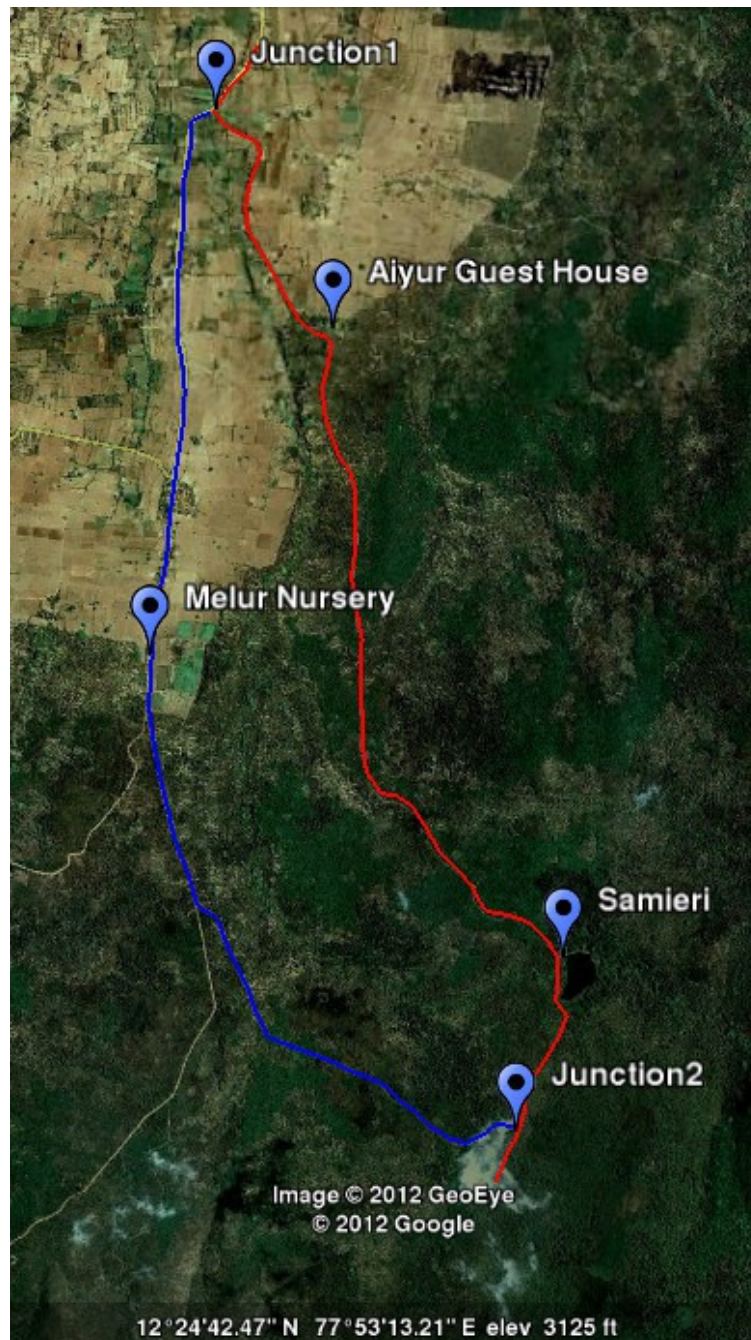 Junction1
Aiyur Guest House
Melur Nursery
Samieri
Junction2
Image © 2012 GeoEye
© 2012 Google
12°24'42.47" N 77°53'13.21" E elev 3125 ft